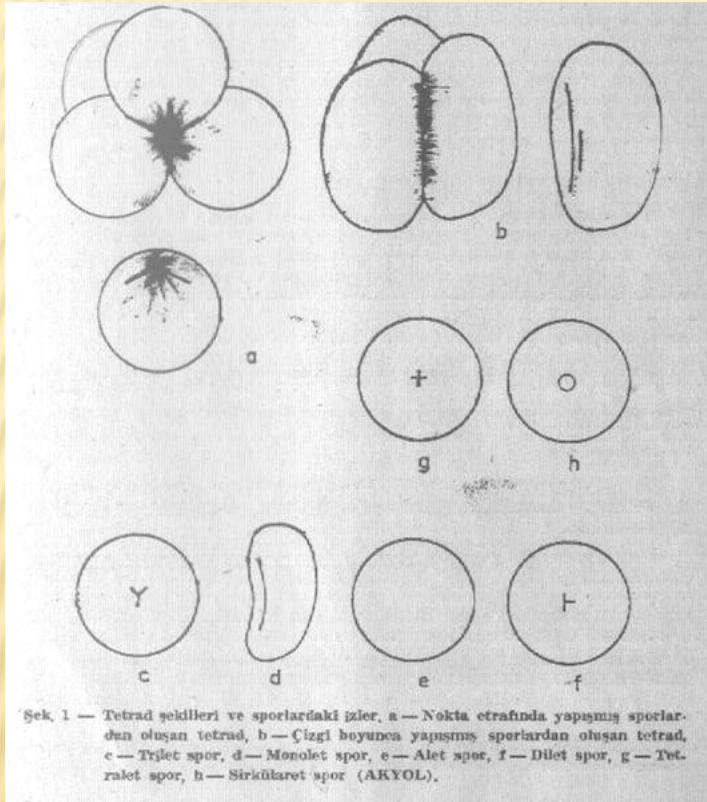 b
a
g h
c d e f
Şek. 1 — Tetrad şekilleri ve sporlardaki izler. a — Nokta etrafında yapışmış sporlar-
dan oluşan tetrad, b — Çizgi boyunca yapışmış sporlardan oluşan tetrad,
c — Trilet spor, d — Monolet spor, e — Alet spor, f — Dilet spor, g — Tet-
ralet spor, h — Sirkülaret spor (AKYOL).